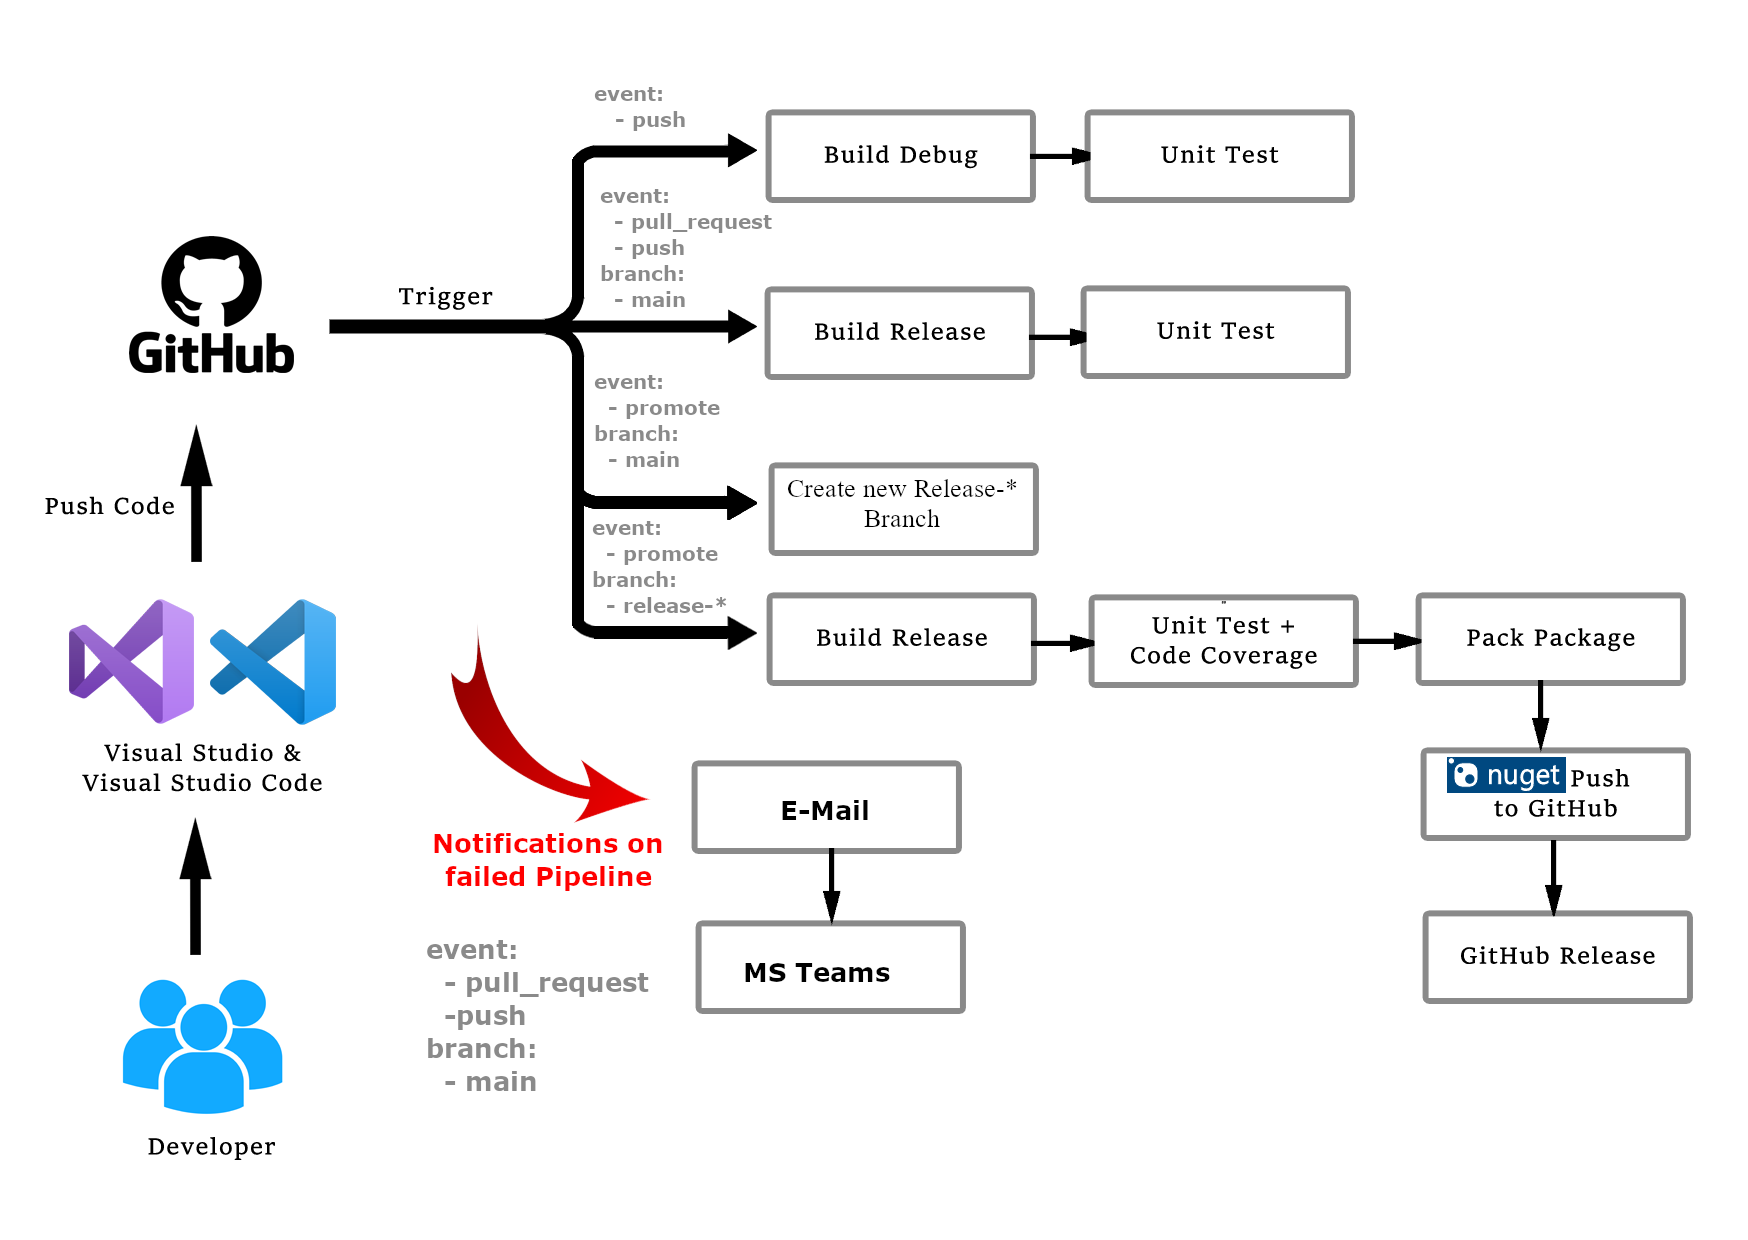 event:
- push
Build Debug
Unit Test
event:
- pull_request
- push
branch:
- main
GitHub
Trigger
Build Release
Unit Test
event:
- promote
branch:
- main
Push Code
Create new Release-*
Branch
event:
- promote
branch:
- release-*
Build Release
Unit Test +
Code Coverage
Pack Package
Visual Studio &
Visual Studio Code
nuget Push
to GitHub
E-Mail
Notifications on
failed Pipeline
MS Teams
GitHub Release
event:
- pull_request
-push
branch:
- main
Developer